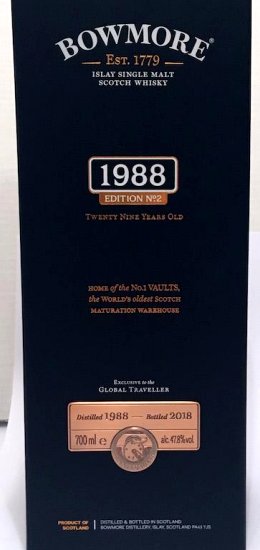 BOWMORE
EST. 1779
ISLAY SINGLE MALT
SCOTCH WHISKY
1988
EDITION Nº2
TWENTY NINE YEARS OLD
HOME of the NO.1 VAULTS,
the WORLD'S oldest SCOTCH
MATURATION WAREHOUSE
EXCLUSIVE to the
GLOBAL TRAVELLER
Distilled 1988 — Bottled 2018
700 ml e alc. 47.8% vol.
PRODUCT OF
SCOTLAND
DISTILLED & BOTTLED IN SCOTLAND
BOWMORE DISTILLERY, ISLAY, SCOTLAND PA43 7JS